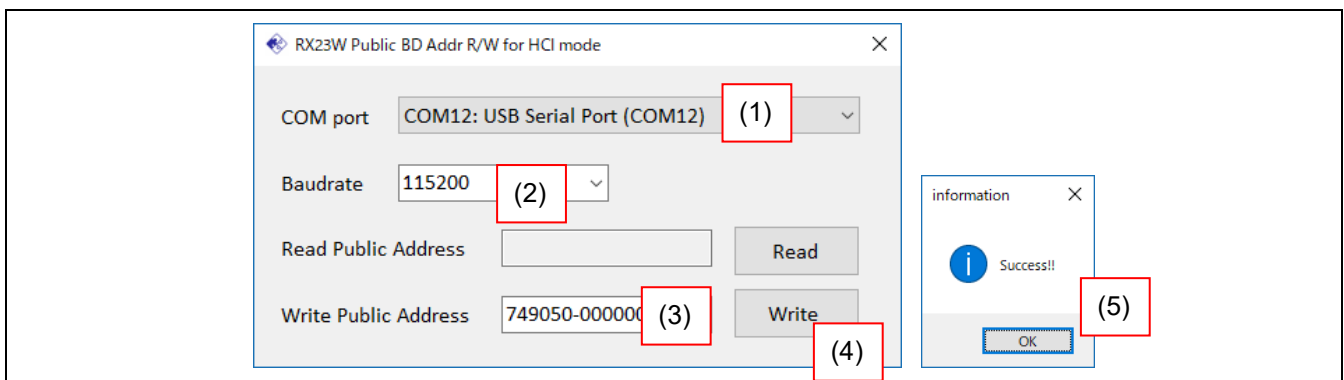 RX23W Public BD Addr R/W for HCI mode
COM port COM12: USB Serial Port (COM12) (1)
Baudrate 115200 (2)
Read Public Address Read
Write Public Address 749050-000000 (3) Write
(4)
information
i Success!!
(5)
OK